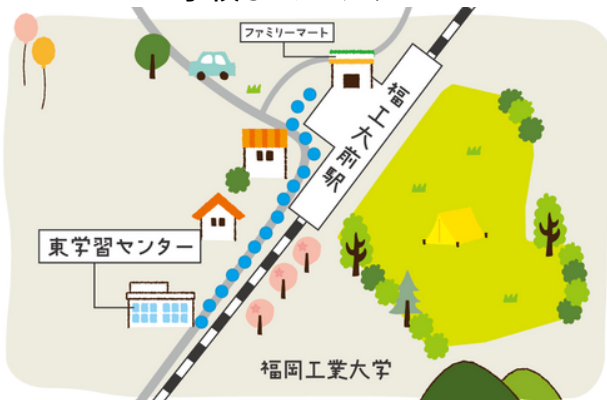 ファミリーマート
福工大前駅
東学習センター
福岡工業大学